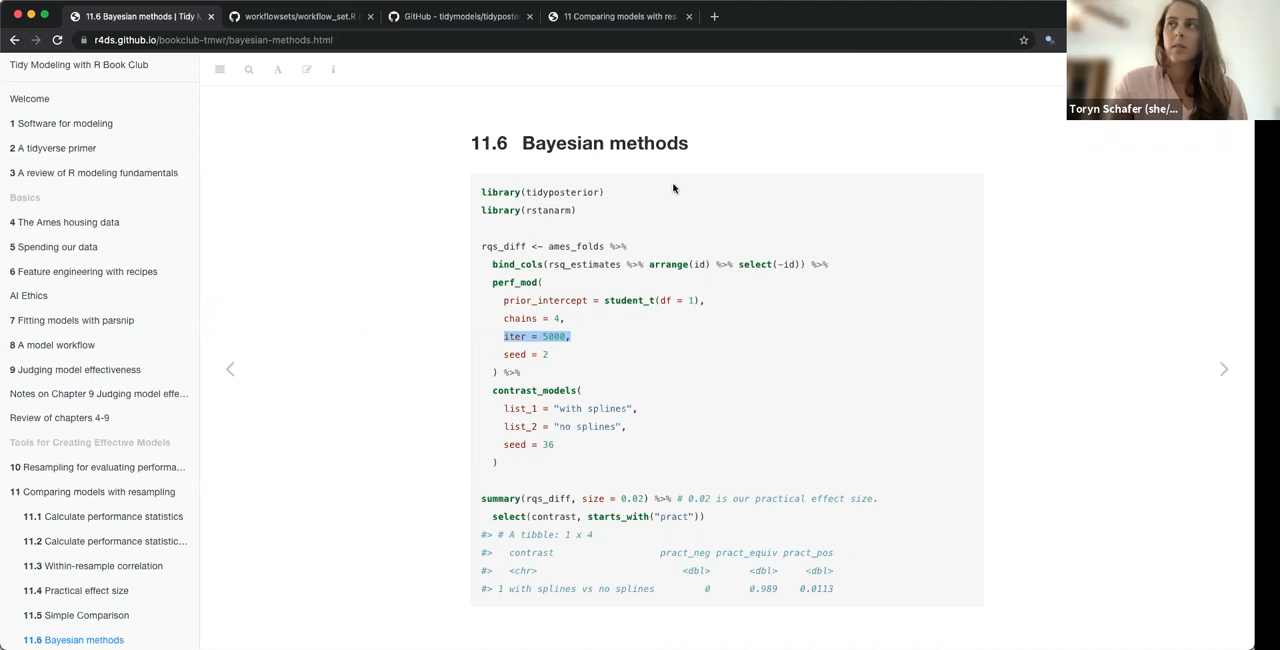 11.6 Bayesian methods | Tidy M
workflowsets/workflow_set.R a
GitHub - tidymodels/tidyposte
11 Comparing models with res
r4ds.github.io/bookclub-tmwr/bayesian-methods.html
Toryn Schafer (she/...
Tidy Modeling with R Book Club
Welcome
1 Software for modeling
2 A tidyverse primer
3 A review of R modeling fundamentals
Basics
4 The Ames housing data
5 Spending our data
6 Feature engineering with recipes
AI Ethics
7 Fitting models with parsnip
8 A model workflow
9 Judging model effectiveness
Notes on Chapter 9 Judging model effe...
Review of chapters 4-9
Tools for Creating Effective Models
10 Resampling for evaluating performa...
11 Comparing models with resampling
11.1 Calculate performance statistics
11.2 Calculate performance statistic...
11.3 Within-resample correlation
11.4 Practical effect size
11.5 Simple Comparison
11.6 Bayesian methods
11.6 Bayesian methods
library(tidyposterior)
library(rstanarm)
rqs_diff <- ames_folds %>%
bind_cols(rsq_estimates %>% arrange(id) %>% select(-id)) %>%
perf_mod(
prior_intercept = student_t(df = 1),
chains = 4,
iter = 5000,
seed = 2
) %>%
contrast_models(
list_1 = "with splines",
list_2 = "no splines",
seed = 36
)
summary(rqs_diff, size = 0.02) %>% # 0.02 is our practical effect size.
select(contrast, starts_with("pract"))
#> # A tibble: 1 x 4
#> contrast pract_neg pract_equiv pract_pos
#> <chr> <dbl> <dbl> <dbl>
#> 1 with splines vs no splines 0 0.989 0.0113